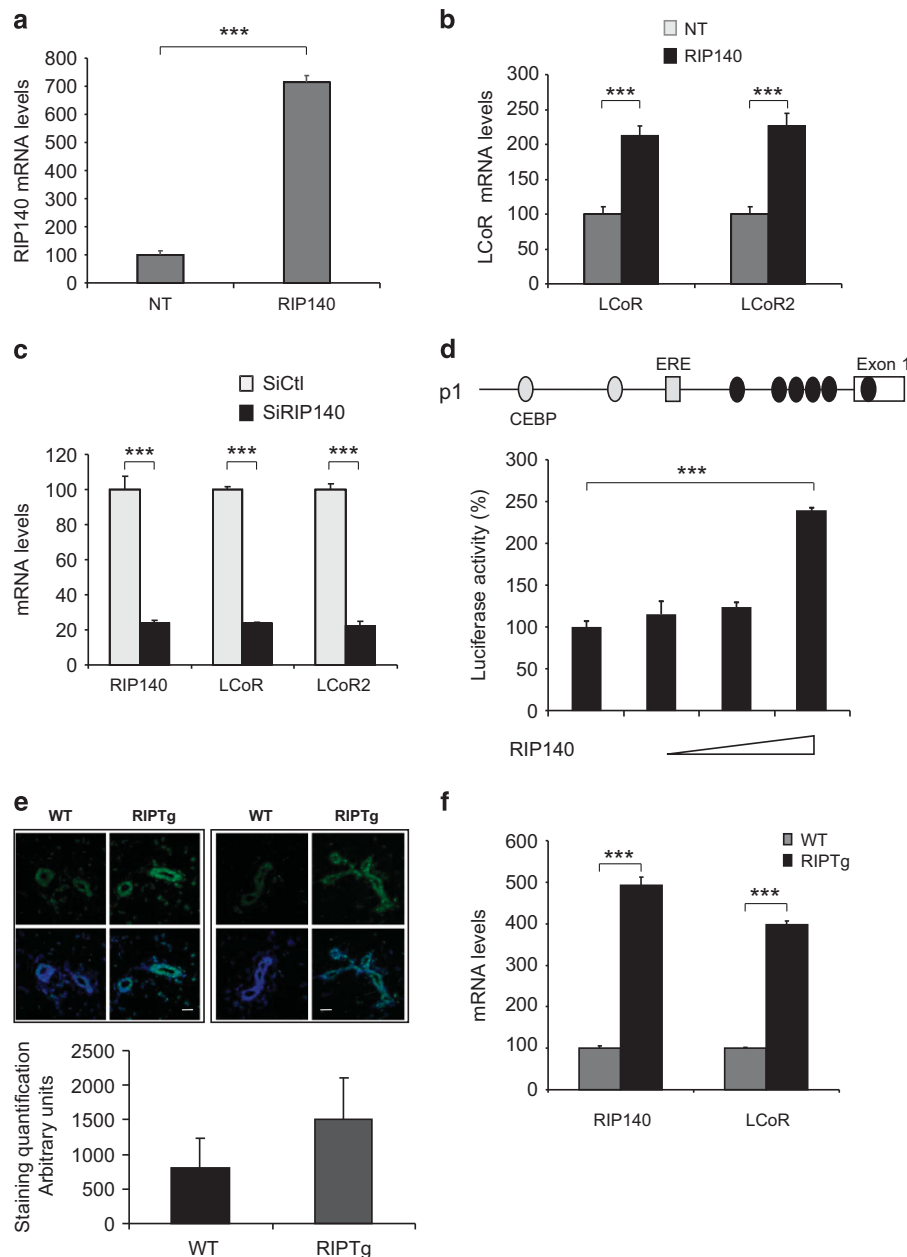 a
***
RIP140 mRNA levels
800
700
600
500
400
300
200
100
0
NT
RIP140
b
NT
RIP140
LCoR mRNA levels
300
250
200
150
100
50
0
***
***
LCoR
LCoR2
c
SiCtl
SiRIP140
mRNA levels
120
100
80
60
40
20
0
***
***
***
RIP140
LCoR
LCoR2
d
p1
CEBP
ERE
Exon 1
Luciferase activity (%)
300
250
200
150
100
50
0
***
RIP140
e
WT
RIPTg
WT
RIPTg
Staining quantification
Arbitrary units
2500
2000
1500
1000
500
0
WT
RIPTg
f
WT
RIPTg
mRNA levels
600
500
400
300
200
100
0
***
***
RIP140
LCoR